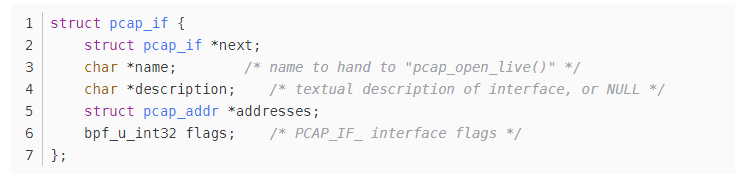 1 struct pcap_if {
2     struct pcap_if *next;
3     char *name;        /* name to hand to "pcap_open_live()" */
4     char *description;    /* textual description of interface, or NULL */
5     struct pcap_addr *addresses;
6     bpf_u_int32 flags;    /* PCAP_IF_ interface flags */
7 };